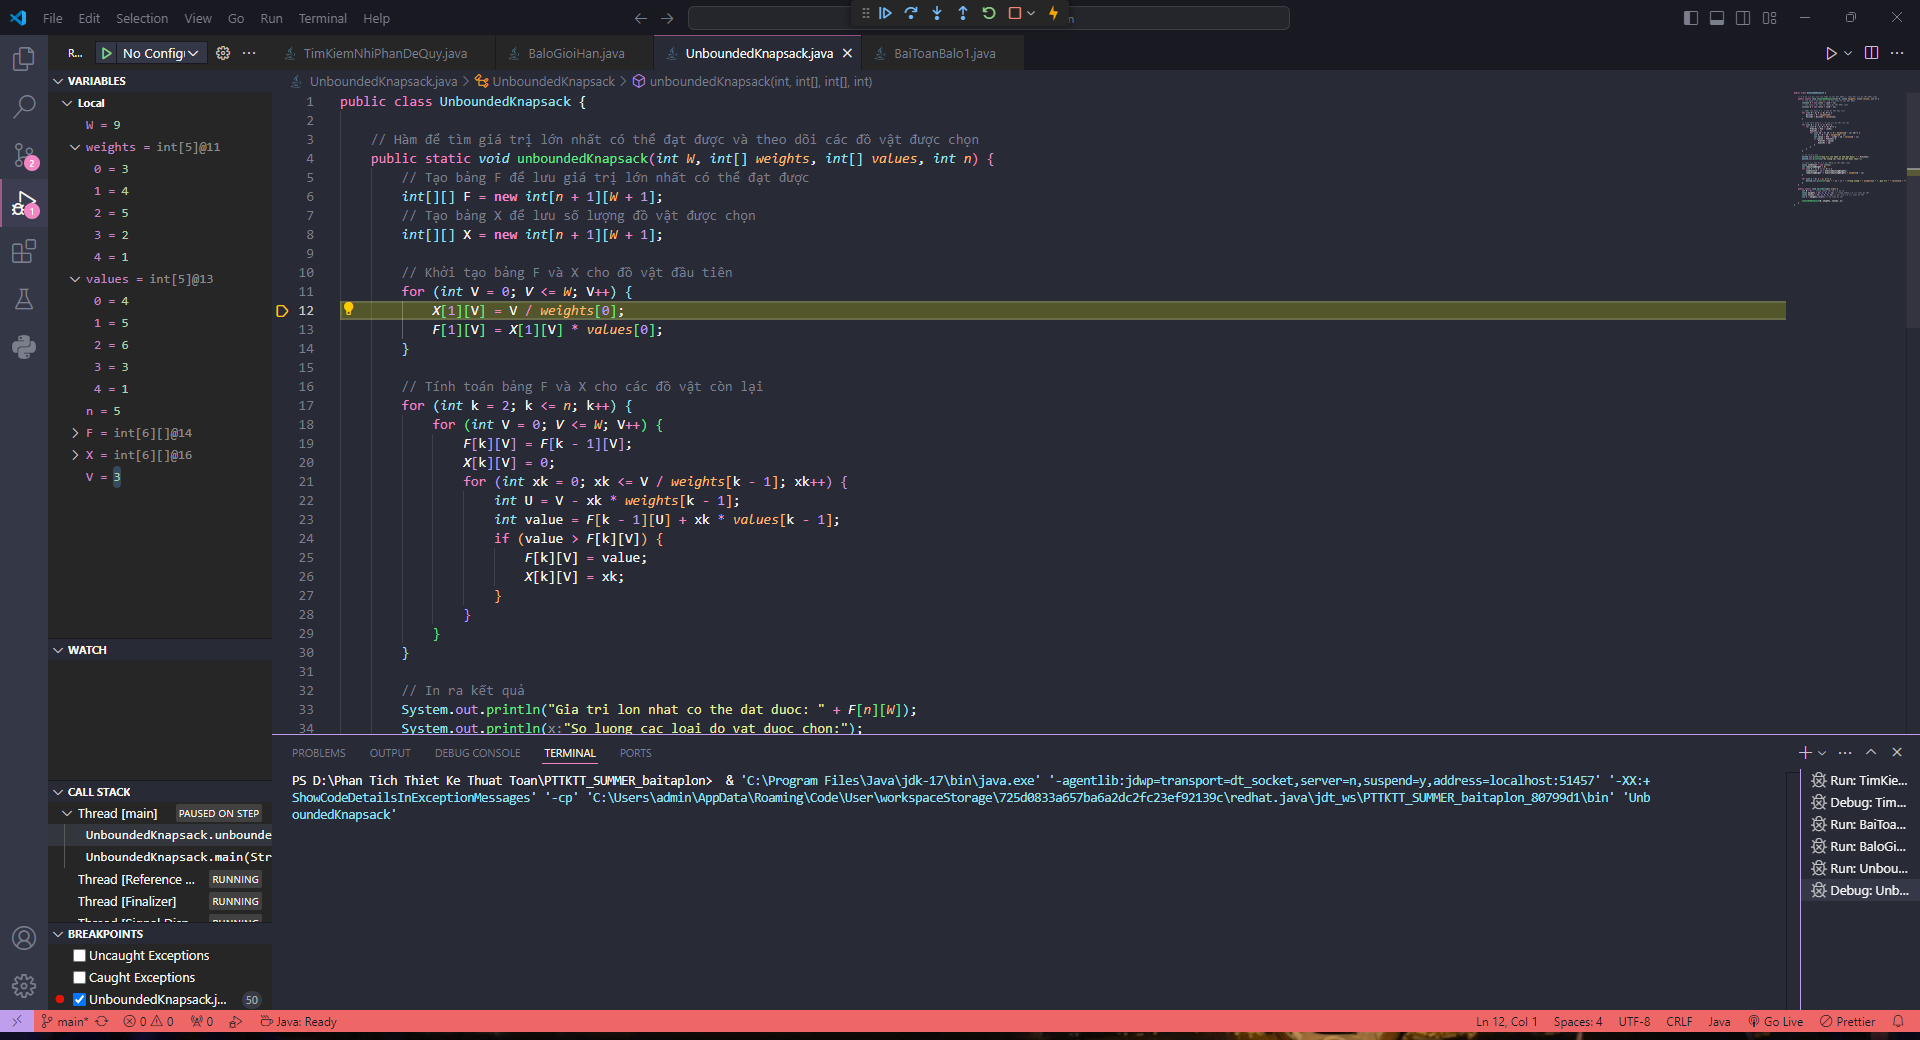 File Edit Selection View Go Run Terminal Help
R... No Config
TimKiemNhiPhanDeQuy.java BaloGioiHan.java UnboundedKnapsack.java BaiToanBalo1.java
UnboundedKnapsack.java > UnboundedKnapsack > unboundedKnapsack(int, int[], int[], int)
VARIABLES
Local
W = 9
weights = int[5]@11
0 = 3
1 = 4
2 = 5
3 = 2
4 = 1
values = int[5]@13
0 = 4
1 = 5
2 = 6
3 = 3
4 = 1
n = 5
F = int[6][]@14
X = int[6][]@16
V = 3
WATCH
CALL STACK
Thread [main] PAUSED ON STEP
UnboundedKnapsack.unbounde
UnboundedKnapsack.main(Str
Thread [Reference ... RUNNING
Thread [Finalizer] RUNNING
Thread [Signal Disp... RUNNING
BREAKPOINTS
Uncaught Exceptions
Caught Exceptions
UnboundedKnapsack.j... 50
2
1
1 public class UnboundedKnapsack {
2
3 // Hàm để tìm giá trị lớn nhất có thể đạt được và theo dõi các đồ vật được chọn
4 public static void unboundedKnapsack(int W, int[] weights, int[] values, int n) {
5 // Tạo bảng F để lưu giá trị lớn nhất có thể đạt được
6 int[][] F = new int[n + 1][W + 1];
7 // Tạo bảng X để lưu số lượng đồ vật được chọn
8 int[][] X = new int[n + 1][W + 1];
9
10 // Khởi tạo bảng F và X cho đồ vật đầu tiên
11 for (int V = 0; V <= W; V++) {
12 X[1][V] = V / weights[0];
13 F[1][V] = X[1][V] * values[0];
14 }
15
16 // Tính toán bảng F và X cho các đồ vật còn lại
17 for (int k = 2; k <= n; k++) {
18 for (int V = 0; V <= W; V++) {
19 F[k][V] = F[k - 1][V];
20 X[k][V] = 0;
21 for (int xk = 0; xk <= V / weights[k - 1]; xk++) {
22 int U = V - xk * weights[k - 1];
23 int value = F[k - 1][U] + xk * values[k - 1];
24 if (value > F[k][V]) {
25 F[k][V] = value;
26 X[k][V] = xk;
27 }
28 }
29 }
30 }
31
32 // In ra kết quả
33 System.out.println("Gia tri lon nhat co the dat duoc: " + F[n][W]);
34 System.out.println(x:"So luong cac loai do vat duoc chon:");
PROBLEMS OUTPUT DEBUG CONSOLE TERMINAL PORTS
PS D:\Phan Tich Thiet Ke Thuat Toan\PTTKTT_SUMMER_baitaplon> & 'C:\Program Files\Java\jdk-17\bin\java.exe' '-agentlib:jdwp=transport=dt_socket,server=n,suspend=y,address=localhost:51457' '-XX:+
ShowCodeDetailsInExceptionMessages' '-cp' 'C:\Users\admin\AppData\Roaming\Code\User\workspaceStorage\725d0833a657ba6a2dc2fc23ef92139c\redhat.java\jdt_ws\PTTKTT_SUMMER_baitaplon_80799d1\bin' 'Unb
oundedKnapsack'
Run: TimKie...
Debug: Tim...
Run: BaiToa...
Run: BaloGi...
Run: Unbou...
Debug: Unb...
main* 0 0 0 Java: Ready Ln 12, Col 1 Spaces: 4 UTF-8 CRLF Java Go Live Prettier